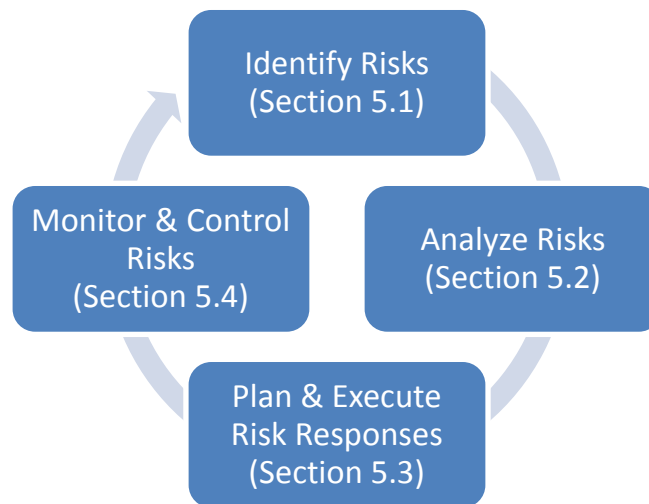 Identify Risks
(Section 5.1)
Analyze Risks
(Section 5.2)
Plan & Execute
Risk Responses
(Section 5.3)
Monitor & Control
Risks
(Section 5.4)